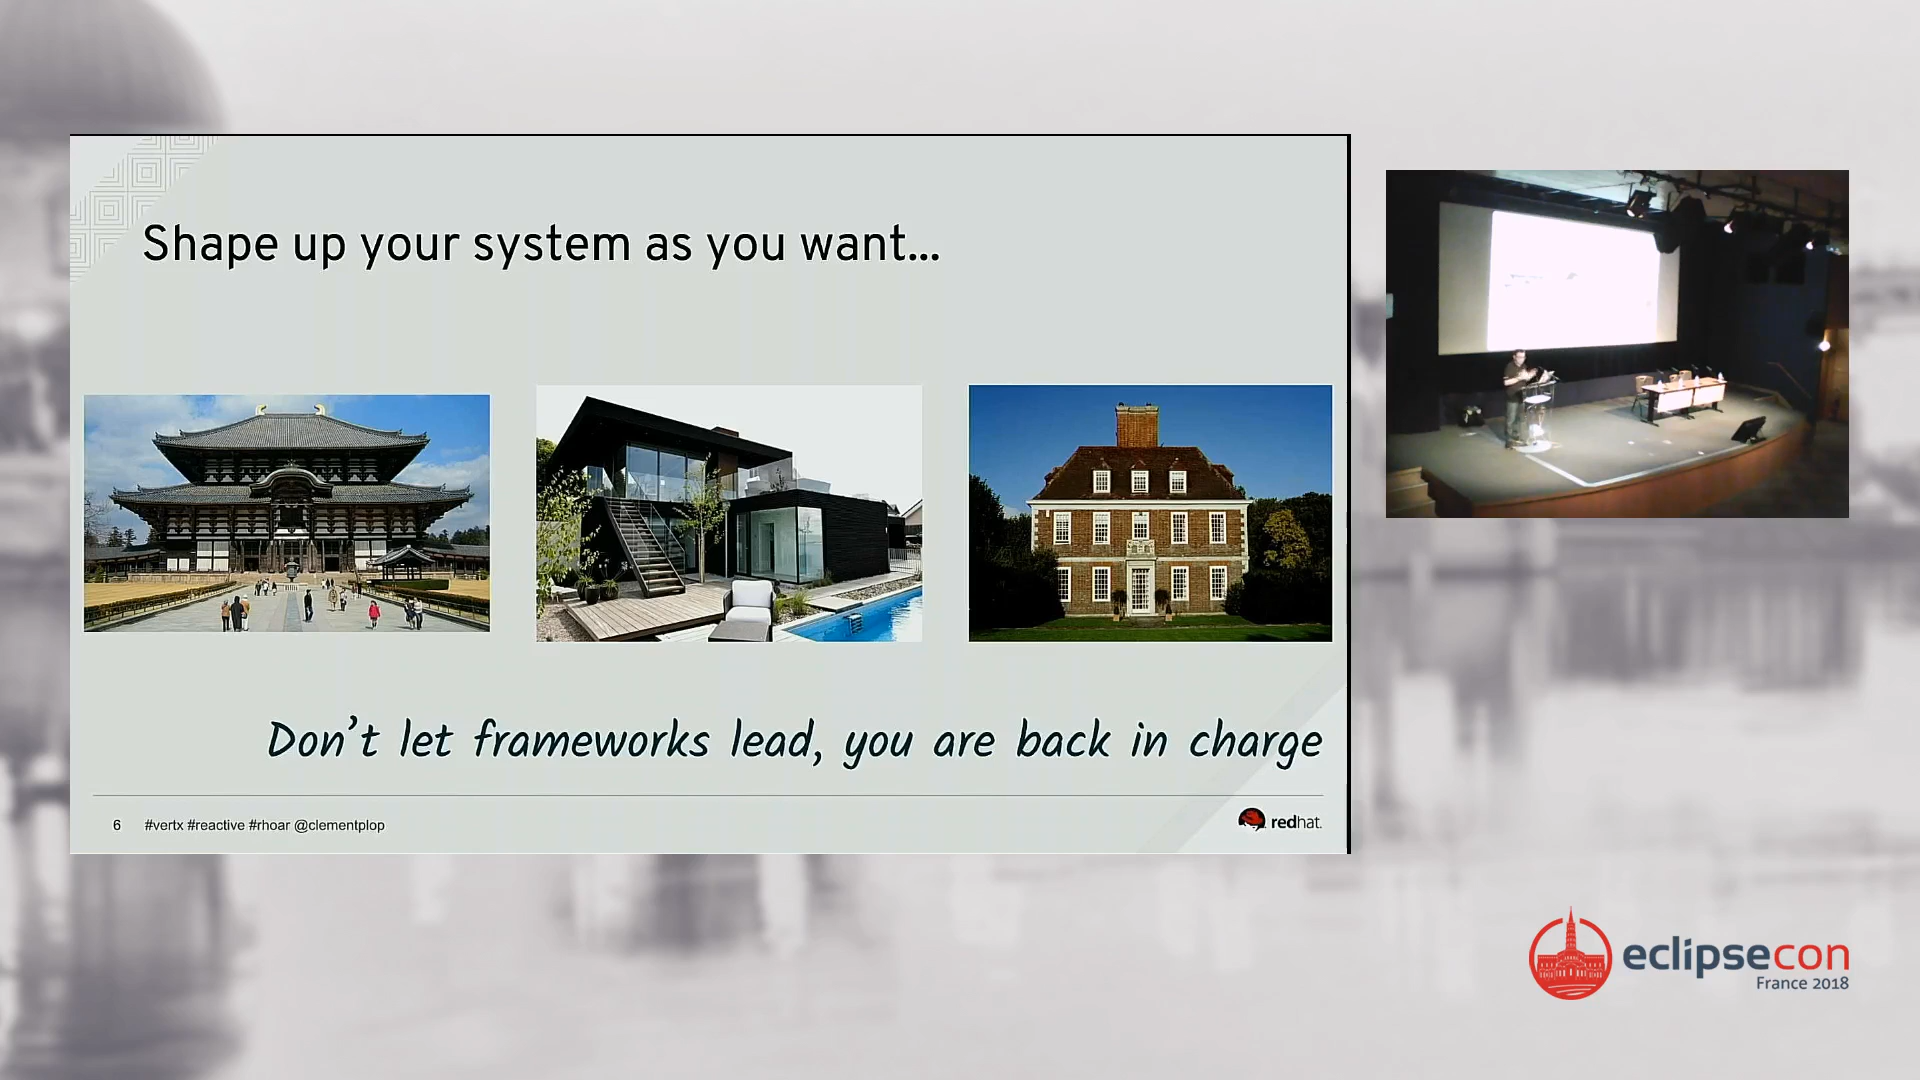 Shape up your system as you want...
Don't let frameworks lead, you are back in charge
6 #vertx #reactive #rhoar @clementplop
redhat.
eclipsecon
France 2018